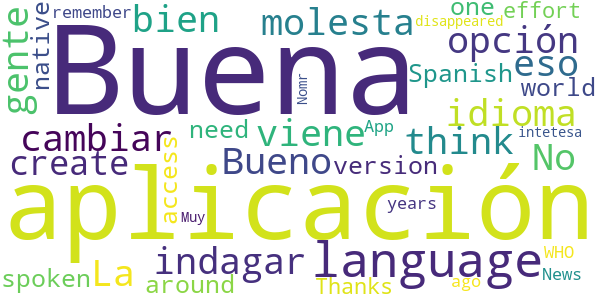 remember
bien
molesta
one
effort
disappeared
gente
native
Buena
Nomr
opción
eso
Spanish
world
cambiar
need
viene
App
think
idioma
intetesa
create
access
Bueno
version
No
aplicación
Muy
years
indagar
language
WHO
spoken
La
around
Thanks
ago
News